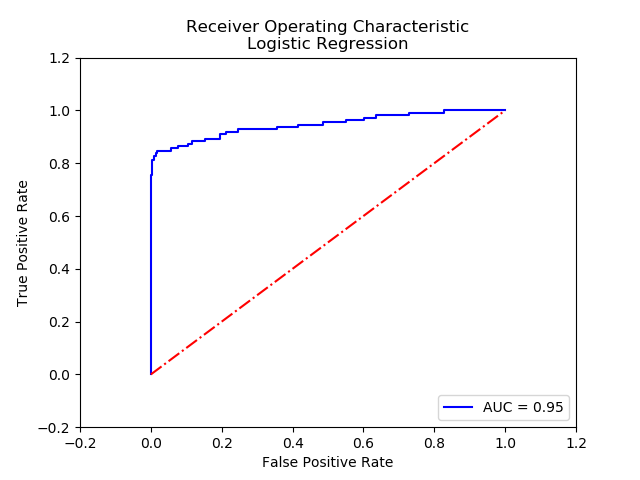 Receiver Operating Characteristic
Logistic Regression
1.2
1.0
0.8
0.6
0.4
0.2
0.0
−0.2
True Positive Rate
AUC = 0.95
−0.2 0.0 0.2 0.4 0.6 0.8 1.0 1.2
False Positive Rate